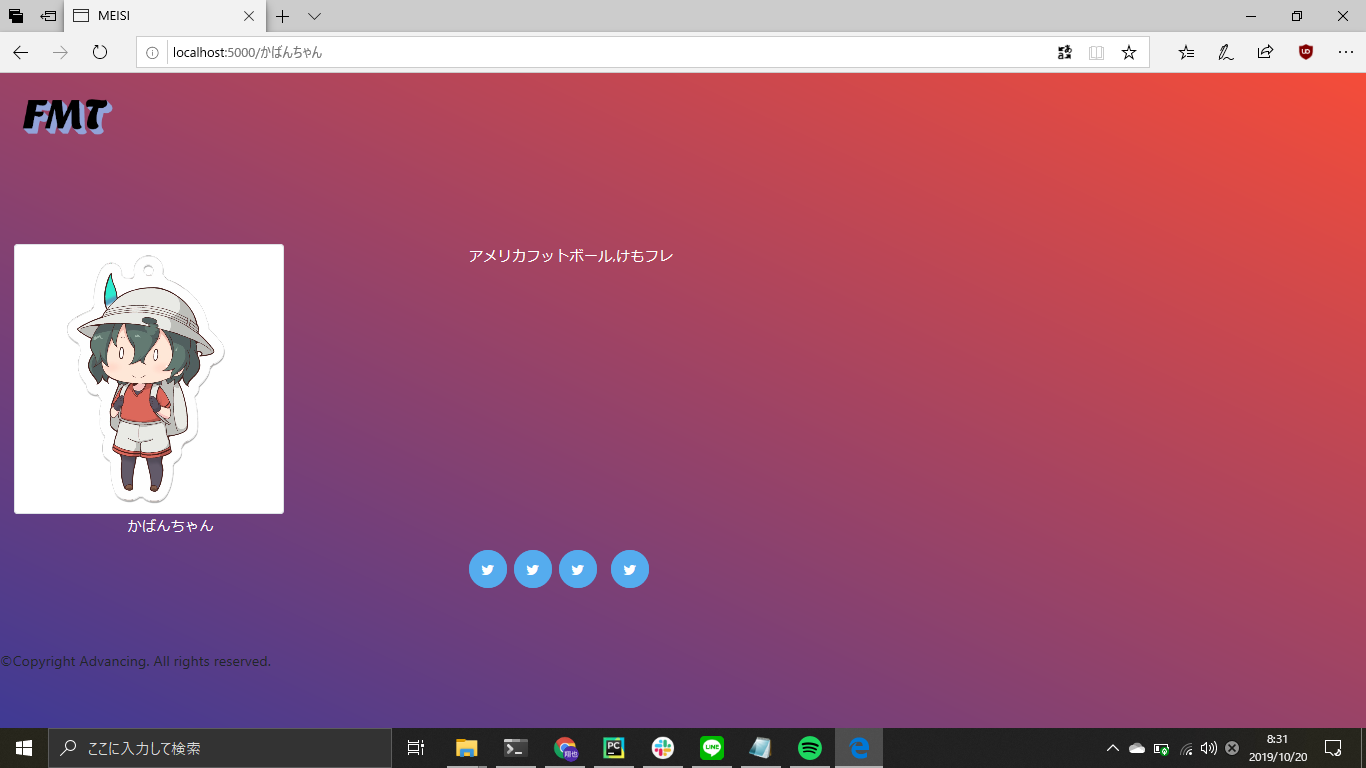 MEISI
localhost:5000/かばんちゃん
FMT
アメリカフットボール,けもフレ
かばんちゃん
©Copyright Advancing. All rights reserved.
ここに入力して検索
8:31
2019/10/20